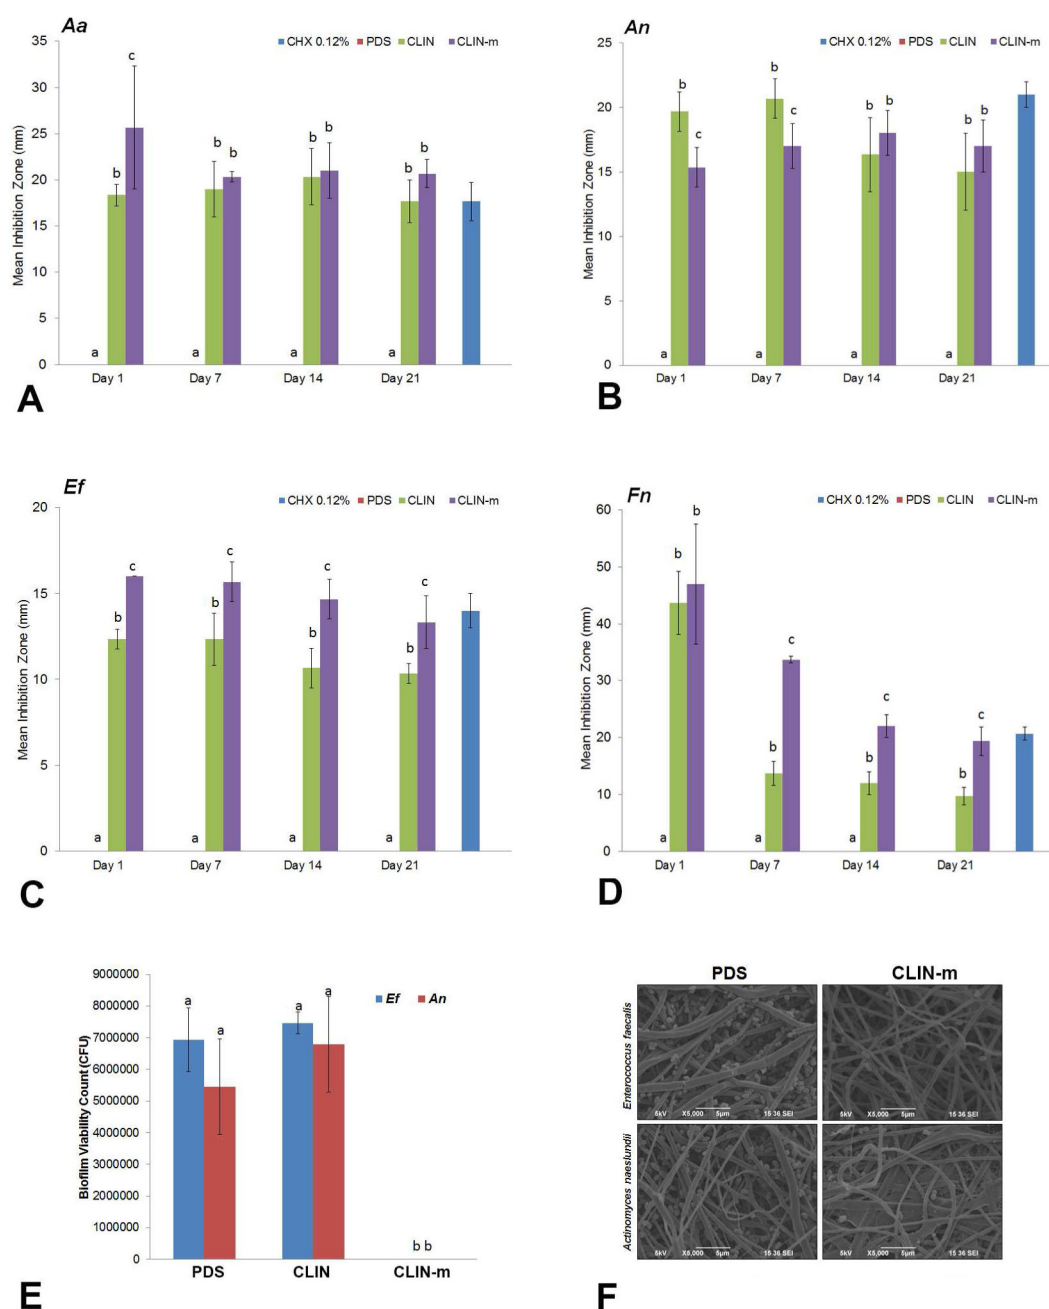 Aa
CHX 0.12% PDS CLIN CLIN-m
Mean Inhibition Zone (mm)
35
30
25
20
15
10
5
0
c
b
b
b
b
b
b
b
a
a
a
a
Day 1 Day 7 Day 14 Day 21
A
An
CHX 0.12% PDS CLIN CLIN-m
Mean Inhibition Zone (mm)
25
20
15
10
5
0
b
c
b
c
b
b
b
b
a
a
a
a
Day 1 Day 7 Day 14 Day 21
B
Ef
CHX 0.12% PDS CLIN CLIN-m
Mean Inhibition Zone (mm)
20
15
10
5
0
b
c
b
c
b
c
b
c
a
a
a
a
Day 1 Day 7 Day 14 Day 21
C
Fn
CHX 0.12% PDS CLIN CLIN-m
Mean Inhibition Zone (mm)
60
50
40
30
20
10
0
b
b
b
c
b
c
b
c
a
a
a
Day 1 Day 7 Day 14 Day 21
D
Ef An
Biofilm Viability Count (CFU)
9000000
8000000
7000000
6000000
5000000
4000000
3000000
2000000
1000000
0
a
a
a
a
b b
PDS CLIN CLIN-m
E
PDS CLIN-m
Enterococcus faecalis
5kV X5,000 5µm 15 36 SEI
5kV X5,000 5µm 15 36 SEI
Actinomyces naeslundii
5kV X5,000 5µm 15 36 SEI
5kV X5,000 5µm 15 36 SEI
F